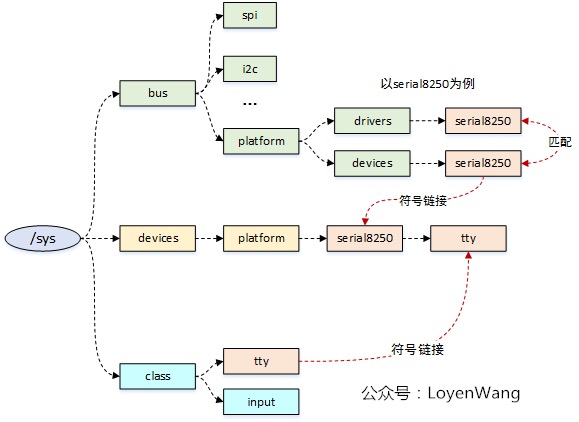 spi
i2c
...
bus
platform
以serial8250为例
drivers
serial8250
devices
serial8250
匹配
符号链接
/sys
devices
platform
serial8250
tty
符号链接
class
tty
input
公众号：LoyenWang